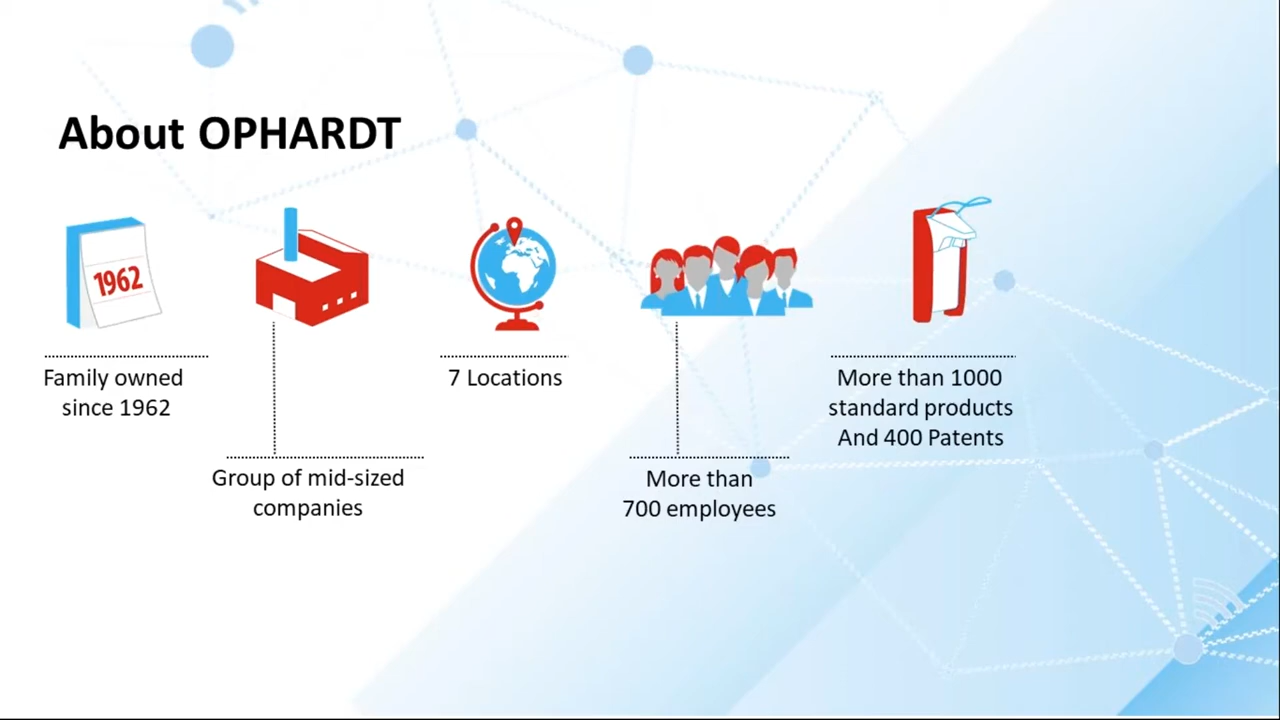 About OPHARDT
1962
Family owned
since 1962
Group of mid-sized
companies
7 Locations
More than
700 employees
More than 1000
standard products
And 400 Patents